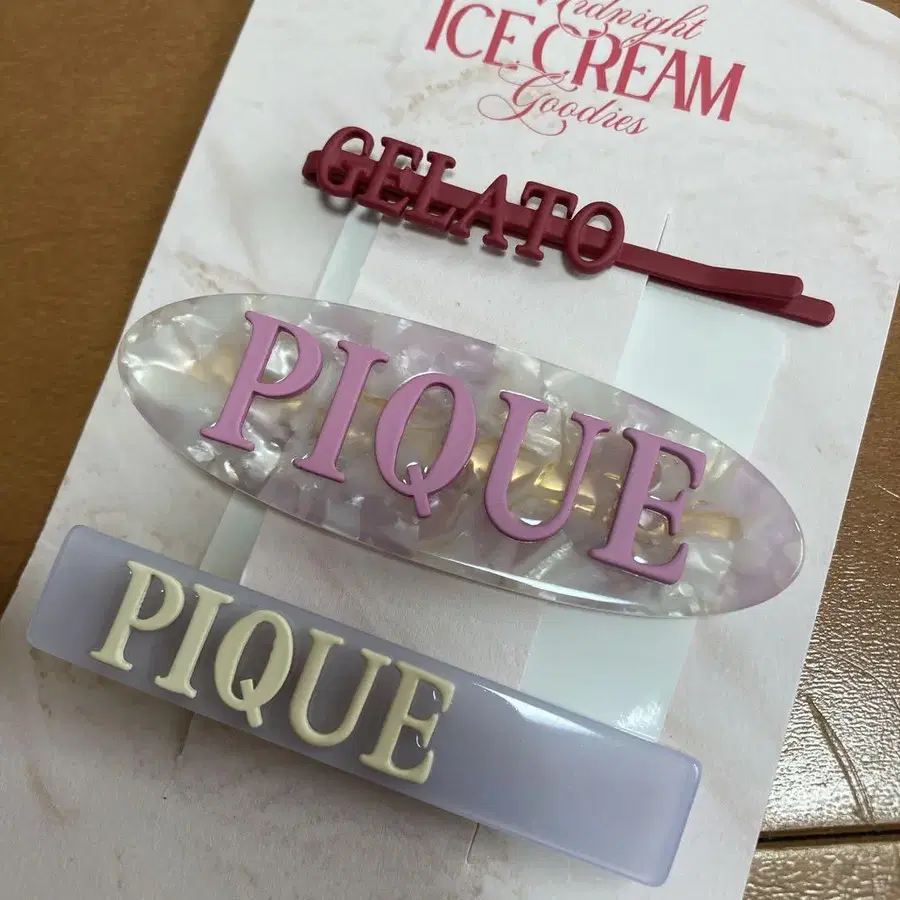 Midnight
ICE CREAM
Goodies
GELATO
PIQUE
PIQUE